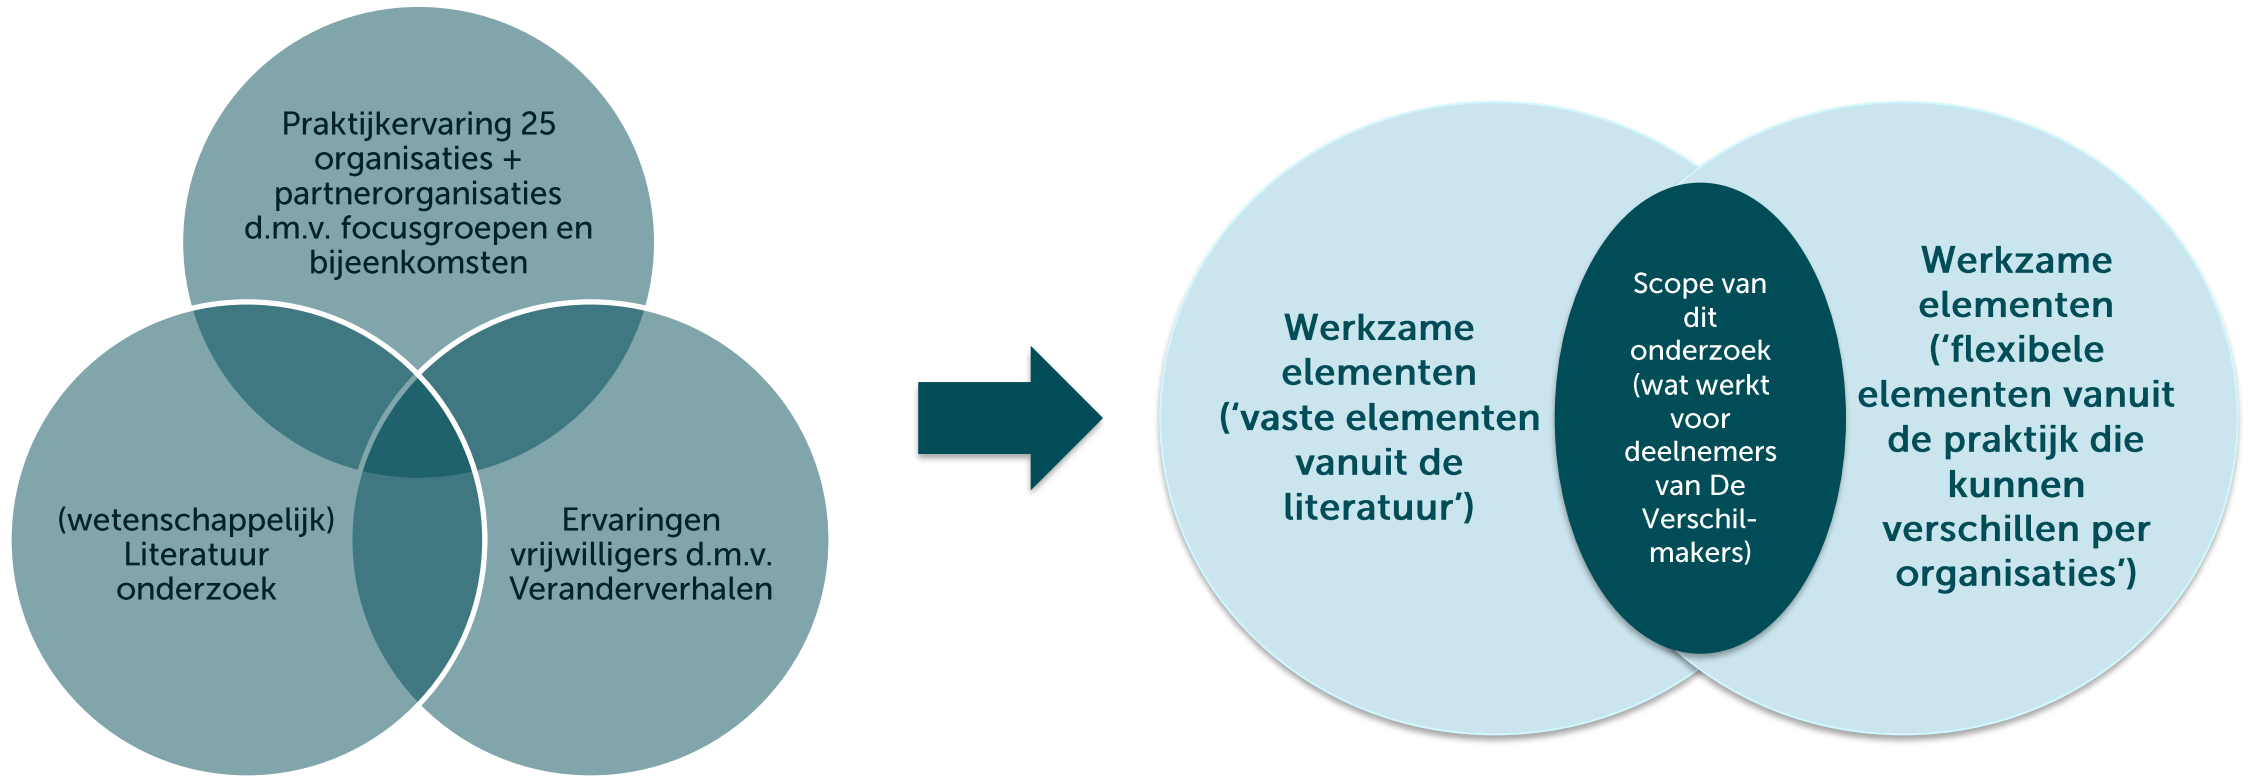 Praktijkervaring 25
organisaties +
partnerorganisaties
d.m.v. focusgroepen en
bijeenkomsten
(wetenschappelijk)
Literatuur
onderzoek
Ervaringen
vrijwilligers d.m.v.
Veranderverhalen
Werkzame
elementen
(‘vaste elementen
vanuit de
literatuur’)
Scope van
dit
onderzoek
(wat werkt
voor
deelnemers
van De
Verschil-
makers)
Werkzame
elementen
(‘flexibele
elementen vanuit
de praktijk die
kunnen
verschillen per
organisaties’)